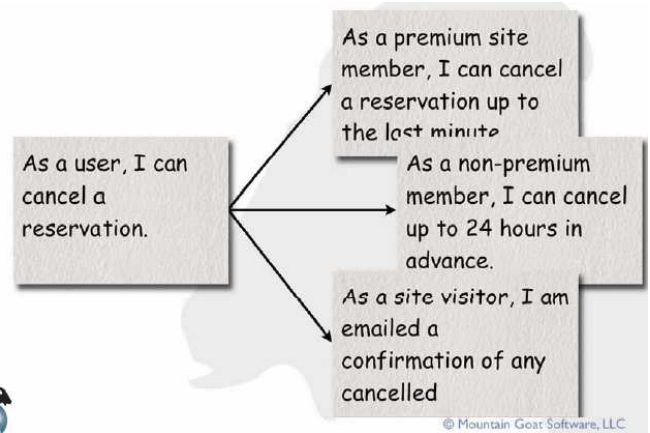 As a user, I can
cancel a
reservation.
As a premium site
member, I can cancel
a reservation up to
the last minute
As a non-premium
member, I can cancel
up to 24 hours in
advance.
As a site visitor, I am
emailed a
confirmation of any
cancelled
© Mountain Goat Software, LLC